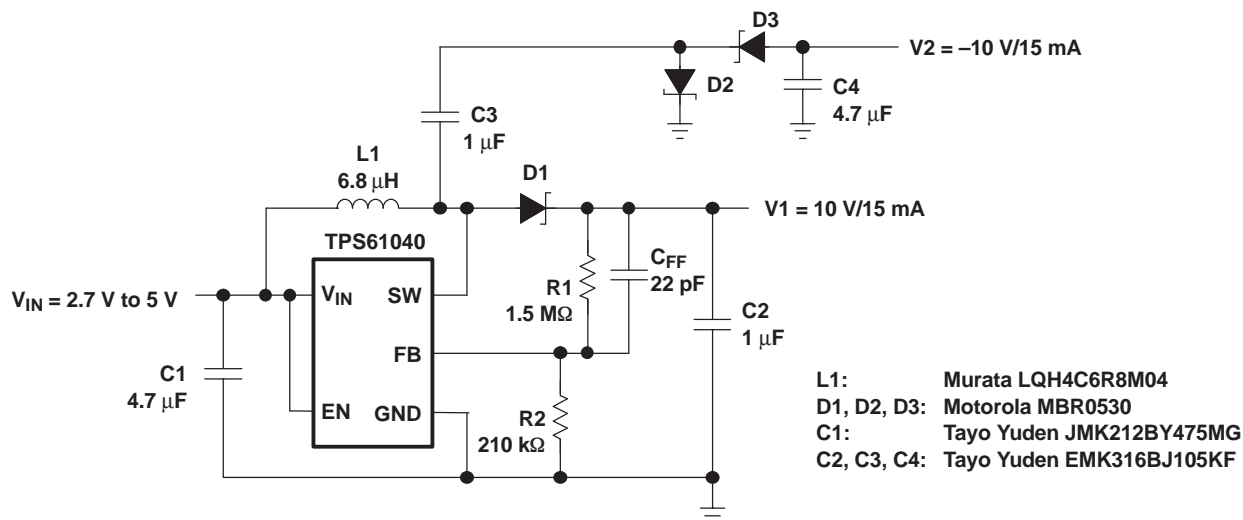 D3
V2 = –10 V/15 mA
D2
C4
4.7 μF
C3
1 μF
L1
6.8 μH
D1
V1 = 10 V/15 mA
TPS61040
VIN = 2.7 V to 5 V
VIN
SW
FB
EN
GND
C1
4.7 μF
R1
1.5 MΩ
CFF
22 pF
C2
1 μF
R2
210 kΩ
L1: Murata LQH4C6R8M04
D1, D2, D3: Motorola MBR0530
C1: Tayo Yuden JMK212BY475MG
C2, C3, C4: Tayo Yuden EMK316BJ105KF